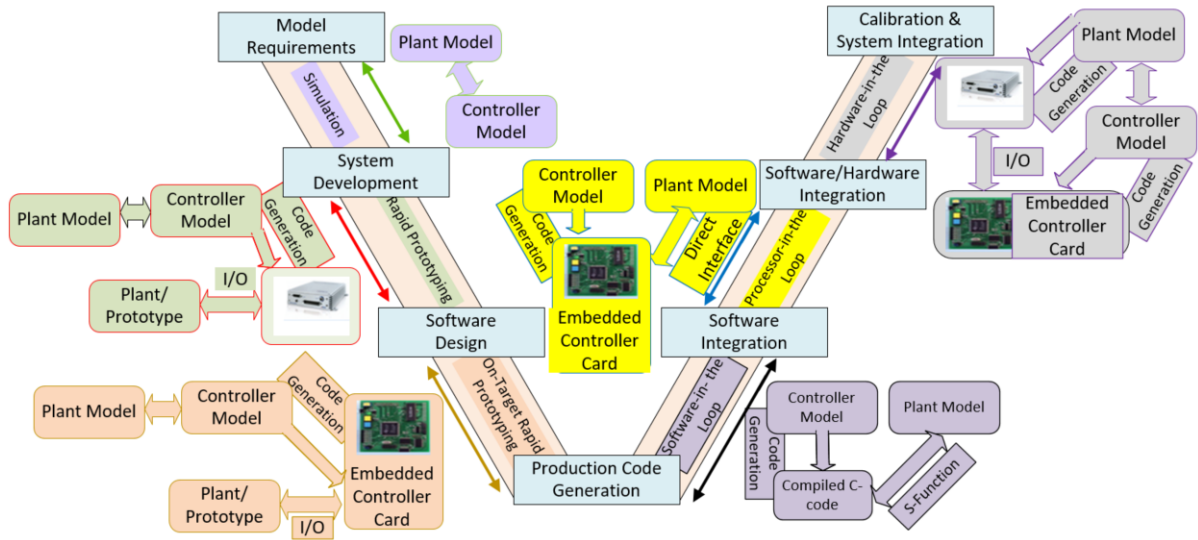 Model
Requirements
Simulation
Plant Model
Controller
Model
System
Development
Plant Model
Controller
Model
Code
Generation
Plant/
Prototype
I/O
Rapid Prototyping
Software
Design
Plant Model
Controller
Model
Code
Generation
Embedded
Controller
Card
Plant/
Prototype
I/O
On-Target Rapid
Prototyping
Production Code
Generation
Software-in- the
Loop
Controller
Model
Plant Model
Code
Generation
Compiled C-
code
S-Function
Software
Integration
Controller
Model
Plant Model
Code
Generation
Direct
Interface
Embedded
Controller
Card
Processor-in-the
Loop
Software/Hardware
Integration
Hardware-in-the
Loop
Calibration &
System Integration
Plant Model
Code
Generation
Controller
Model
I/O
Code
Generation
Embedded
Controller
Card